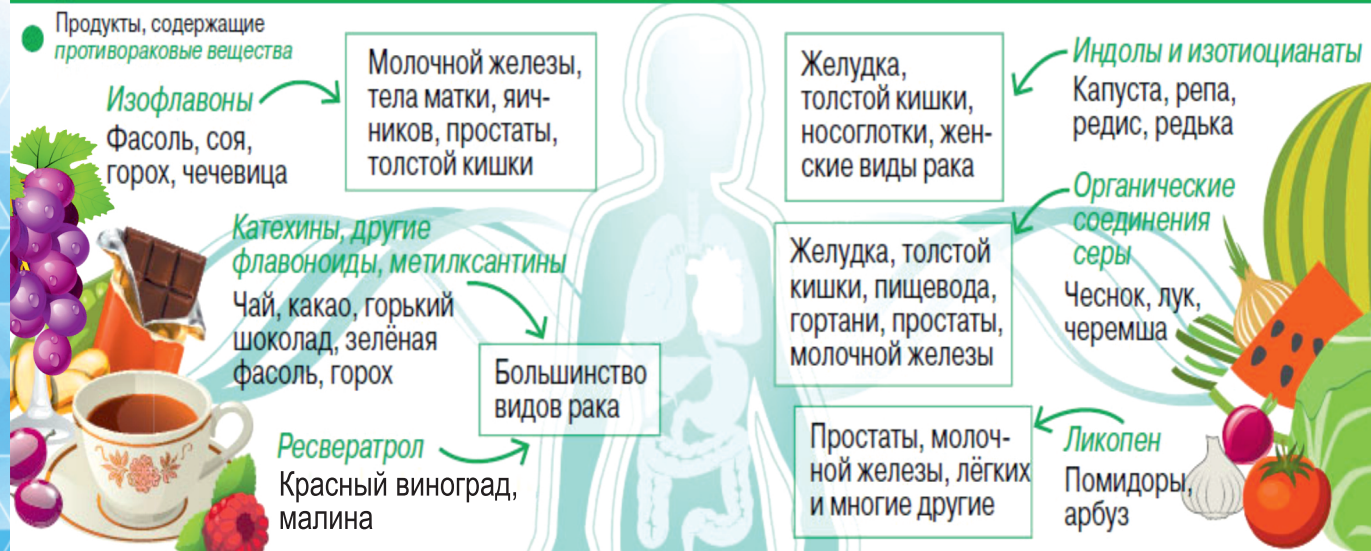 Продукты, содержащие
противораковые вещества
Изофлавоны
Фасоль, соя,
горох, чечевица
Молочной железы,
тела матки, яич-
ников, простаты,
толстой кишки
Катехины, другие
флавоноиды, метилксантины
Чай, какао, горький
шоколад, зелёная
фасоль, горох
Большинство
видов рака
Ресвератрол
Красный виноград,
малина
Желудка,
толстой кишки,
носоглотки, жен-
ские виды рака
Индолы и изотиоцианаты
Капуста, репа,
редис, редька
Желудка, толстой
кишки, пищевода,
гортани, простаты,
молочной железы
Органические
соединения
серы
Чеснок, лук,
черемша
Простаты, молоч-
ной железы, лёгких
и многие другие
Ликопен
Помидоры,
арбуз